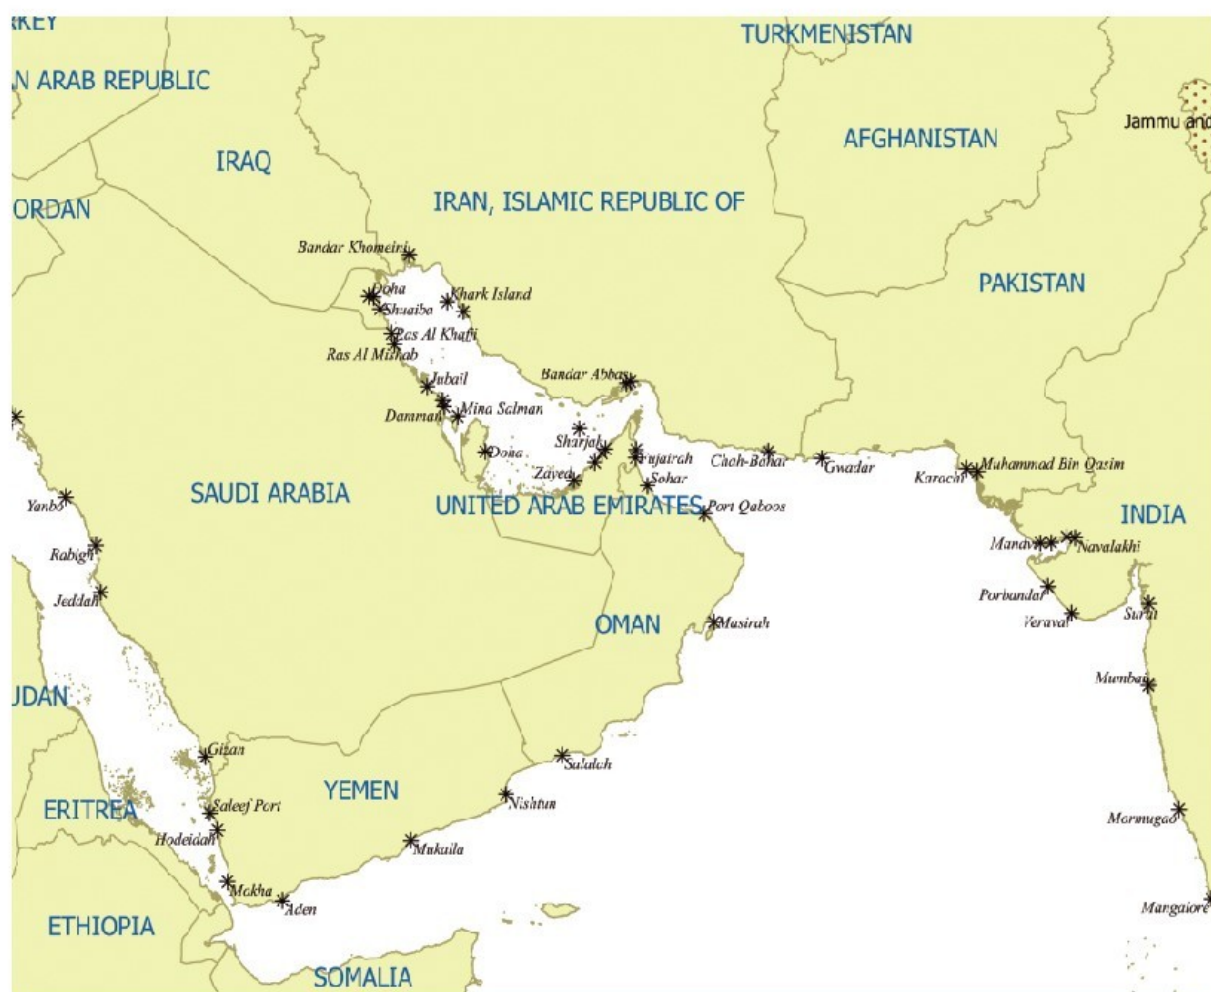 RKEY
TURKMENISTAN
N ARAB REPUBLIC
Jammu and
AFGHANISTAN
IRAQ
IRAN, ISLAMIC REPUBLIC OF
ORDAN
Bandar Khomeini
PAKISTAN
Doha
Khark Island
Shuaiba
Ras Al Khafji
Ras Al Mishab
Jubail
Bandar Abbas
Damman
Mina Salman
Sharjah
Doha
Fujairah
Chah-Bahar
Gwadar
Karachi
Muhammad Bin Qasim
Zayed
Sohar
SAUDI ARABIA
Yanbo
UNITED ARAB EMIRATES
Port Qaboos
INDIA
Rabigh
Mandvi
Navalakhi
Jeddah
Porbandar
Surat
Veraval
OMAN
Masirah
Mumbai
UDAN
Gizan
Salalah
YEMEN
Nishtun
ERITREA
Saleef Port
Mormugao
Hodeidah
Mukalla
Mokha
Aden
Mangalore
ETHIOPIA
SOMALIA